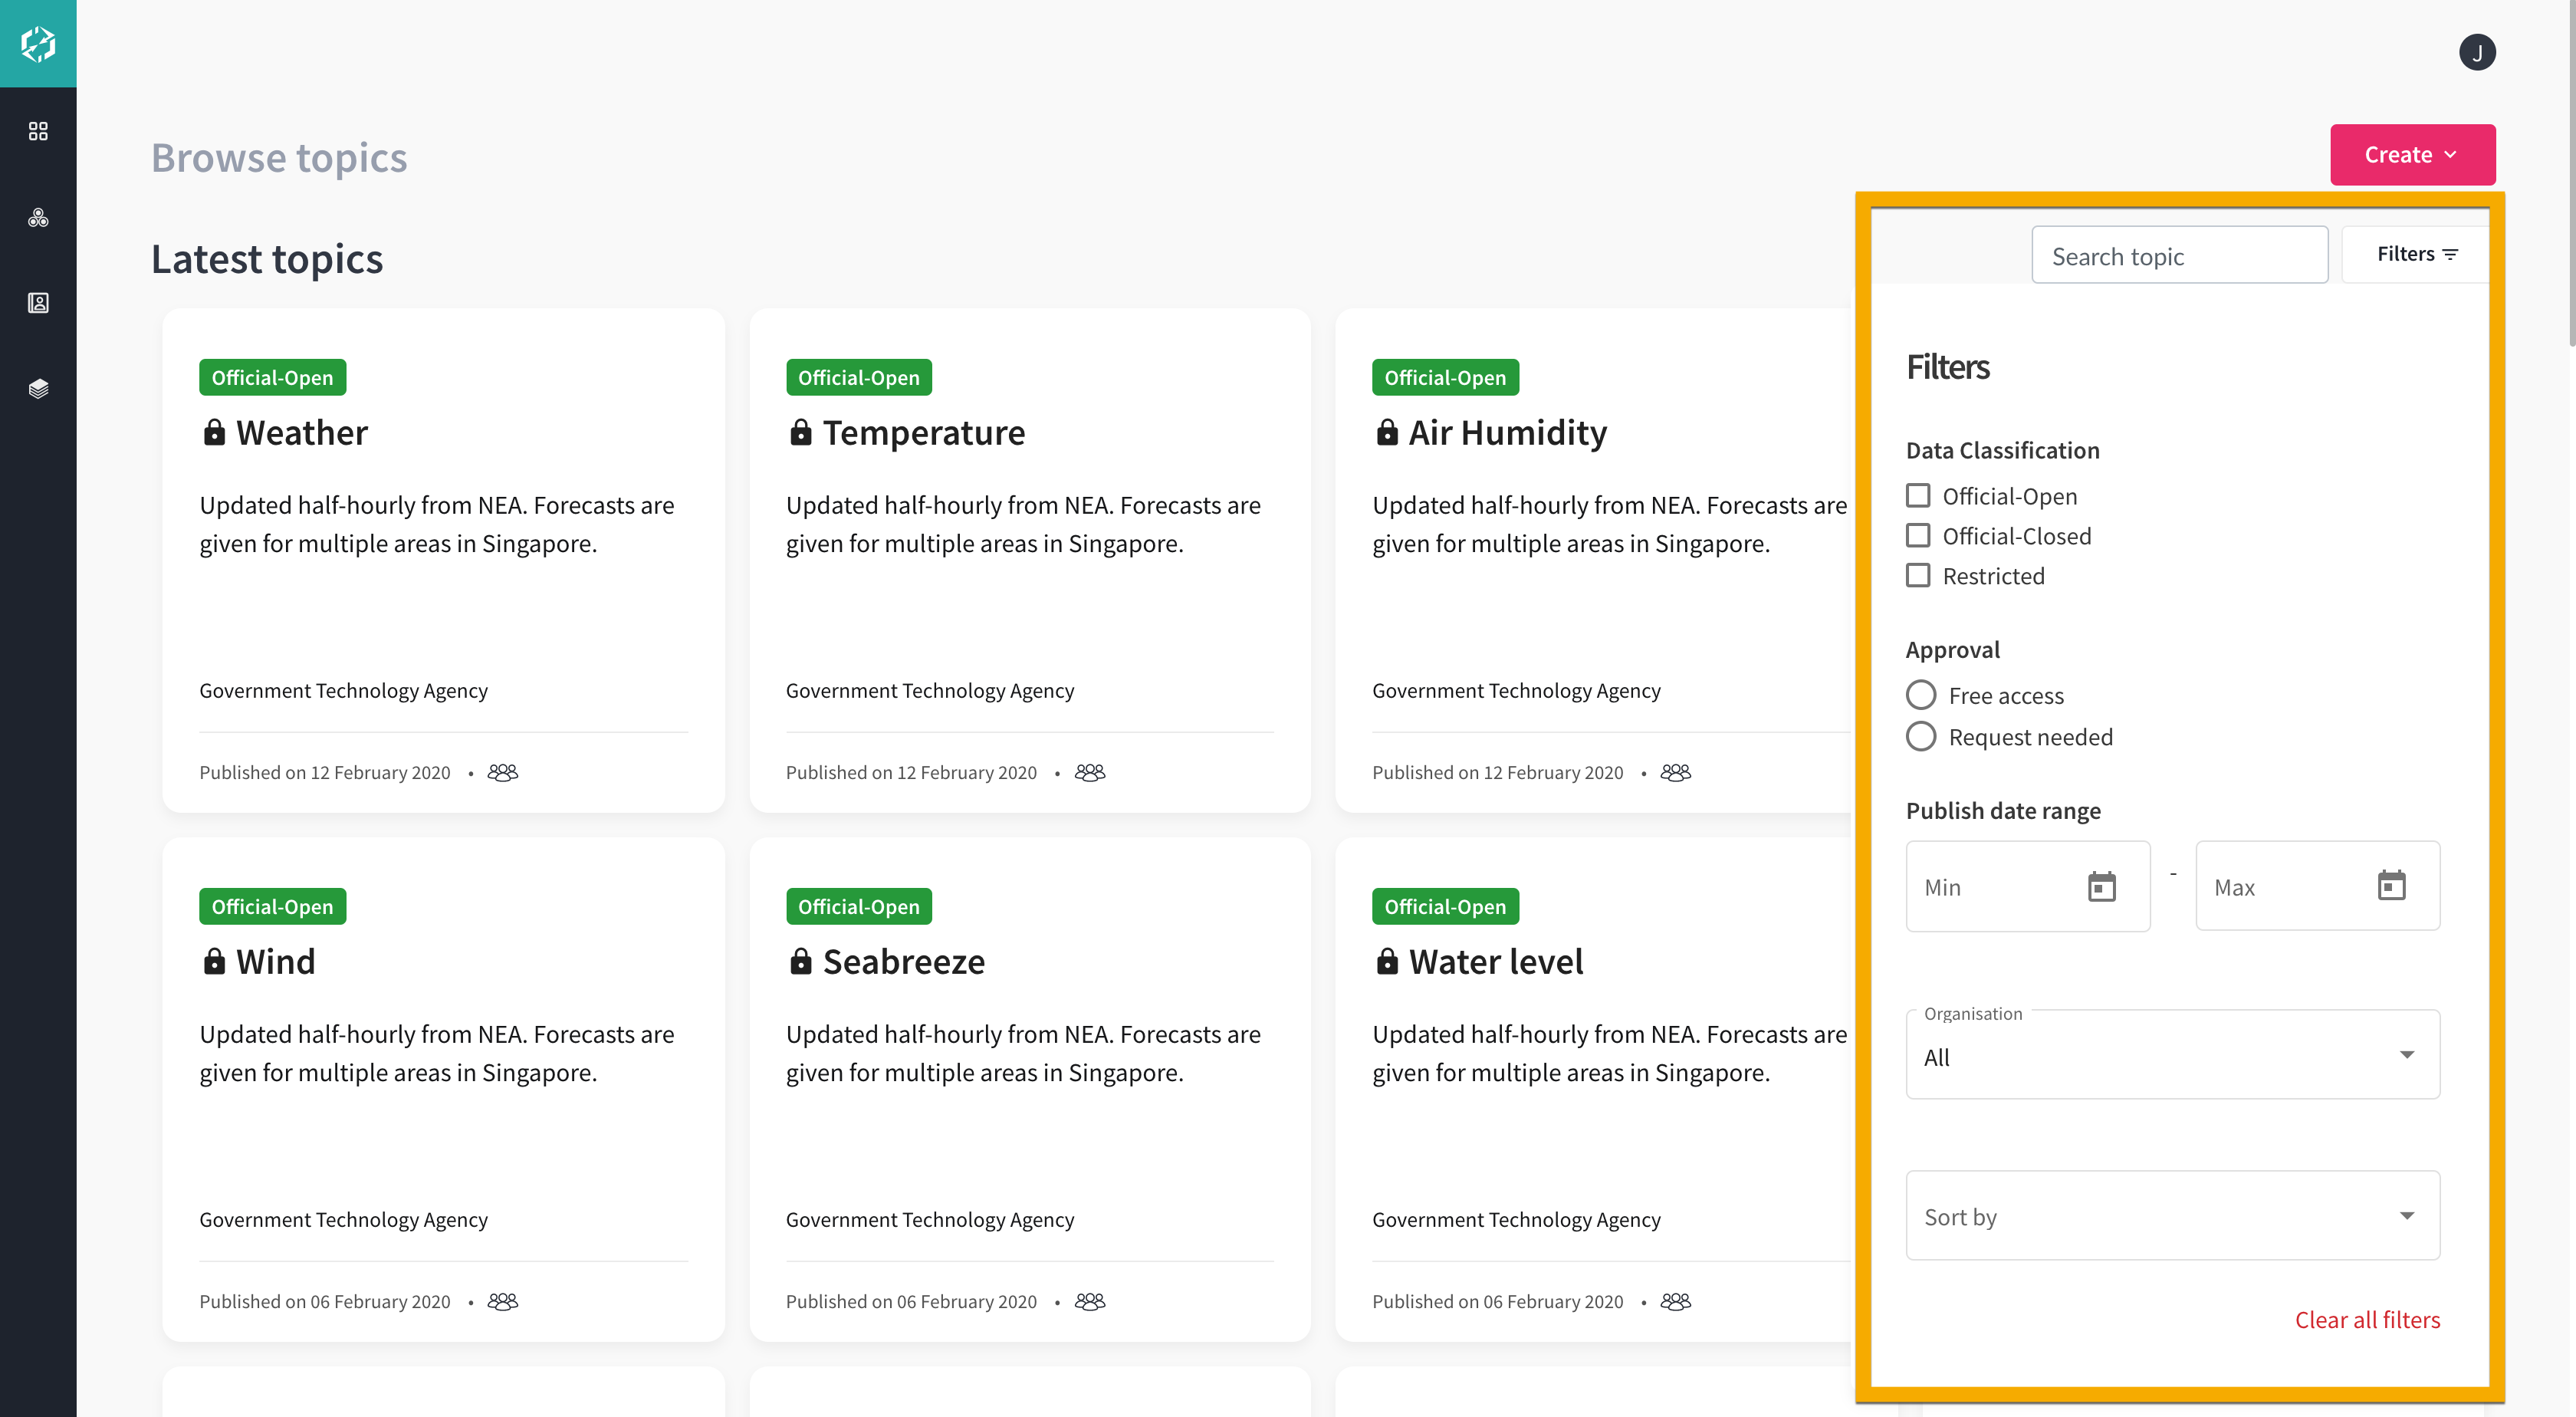 J
Browse topics
Create
Latest topics
Search topic
Filters
Official-Open
Weather
Updated half-hourly from NEA. Forecasts are
given for multiple areas in Singapore.
Government Technology Agency
Published on 12 February 2020 •
Official-Open
Temperature
Updated half-hourly from NEA. Forecasts are
given for multiple areas in Singapore.
Government Technology Agency
Published on 12 February 2020 •
Official-Open
Air Humidity
Updated half-hourly from NEA. Forecasts are
given for multiple areas in Singapore.
Government Technology Agency
Published on 12 February 2020 •
Official-Open
Wind
Updated half-hourly from NEA. Forecasts are
given for multiple areas in Singapore.
Government Technology Agency
Published on 06 February 2020 •
Official-Open
Seabreeze
Updated half-hourly from NEA. Forecasts are
given for multiple areas in Singapore.
Government Technology Agency
Published on 06 February 2020 •
Official-Open
Water level
Updated half-hourly from NEA. Forecasts are
given for multiple areas in Singapore.
Government Technology Agency
Published on 06 February 2020 •
Filters
Data Classification
Official-Open
Official-Closed
Restricted
Approval
Free access
Request needed
Publish date range
Min - Max
Organisation
All
Sort by
Clear all filters